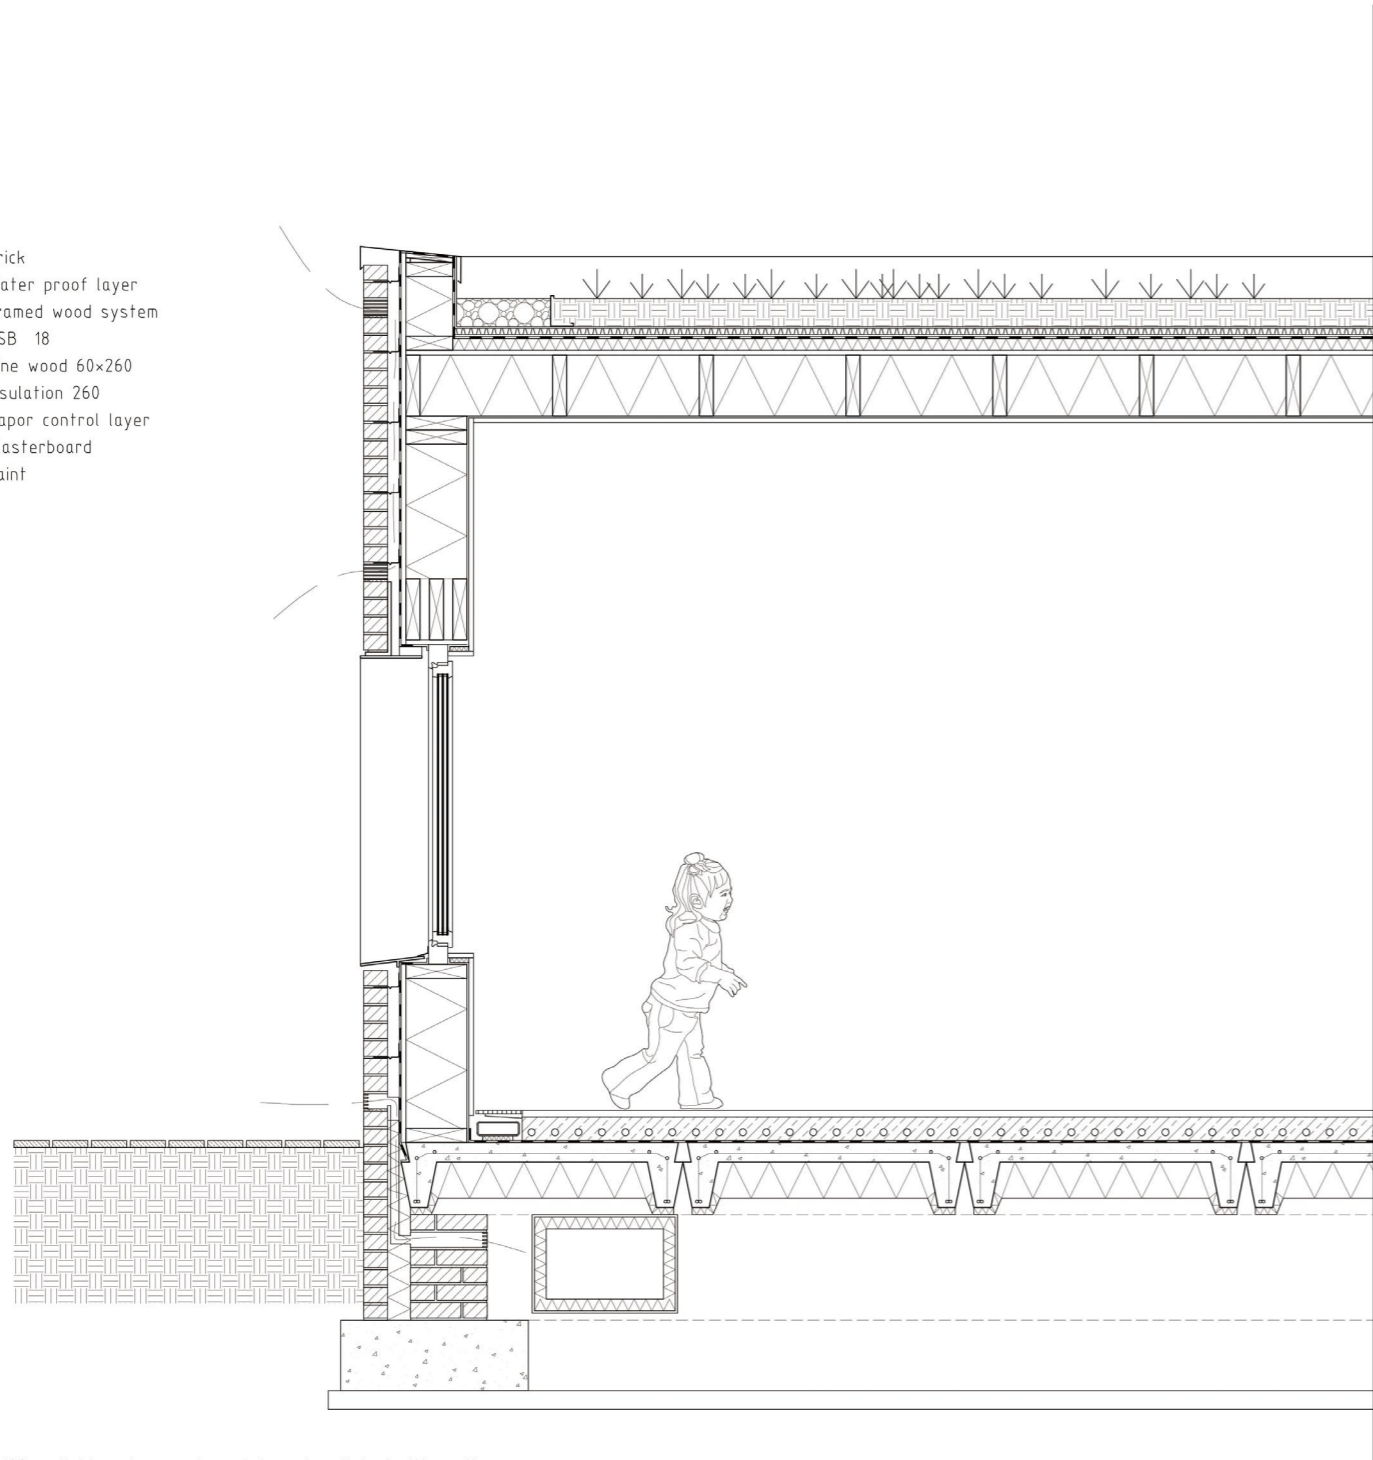 rick
ater proof layer
ramed wood system
SB 18
ne wood 60×260
sulation 260
apor control layer
asterboard
aint